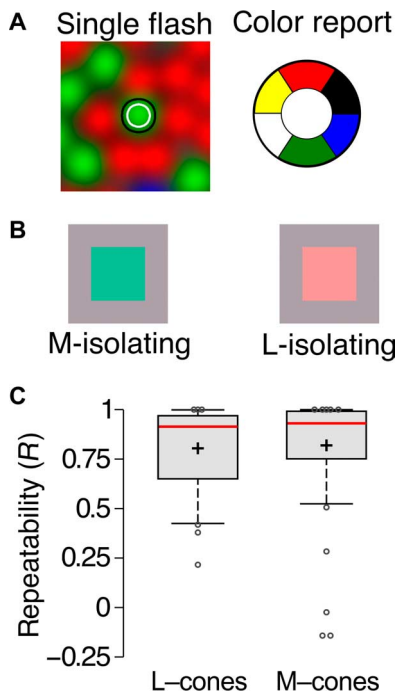 A
Single flash
Color report
B
M-isolating
L-isolating
C
Repeatability (R)
1
0.75
0.5
0.25
0
−0.25
L–cones
M–cones